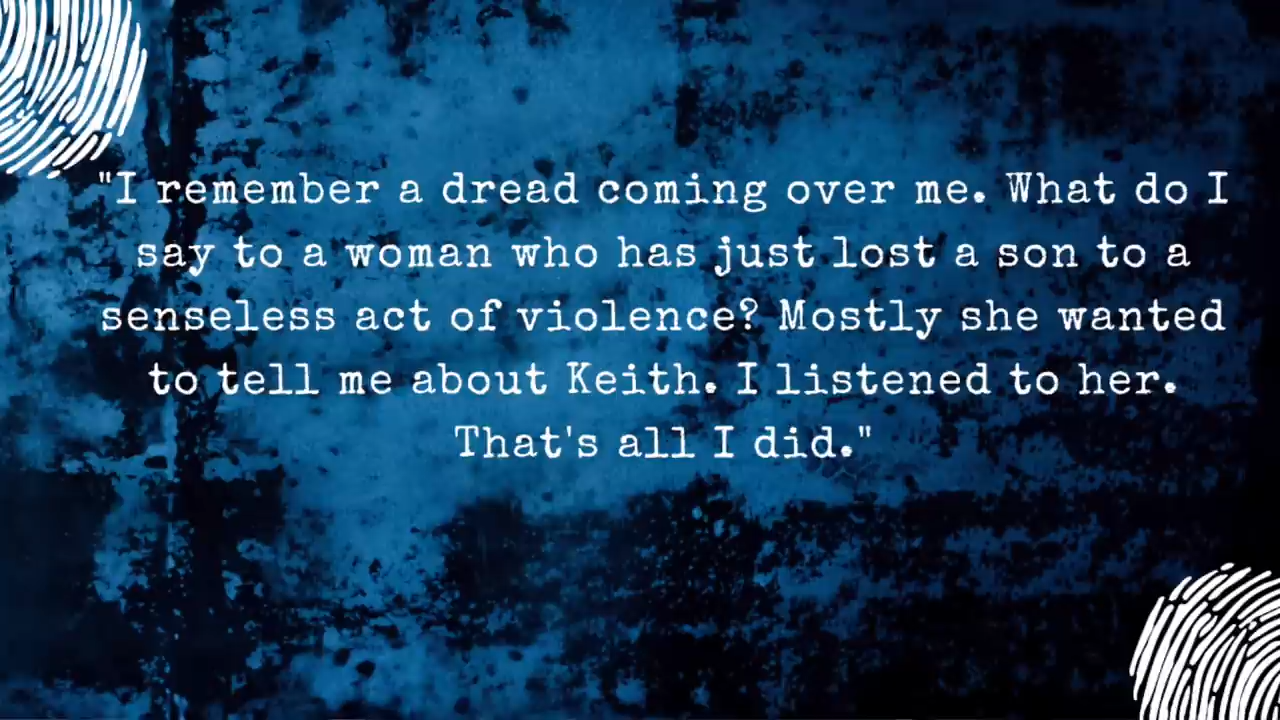 "I remember a dread coming over me. What do I
say to a woman who has just lost a son to a
senseless act of violence? Mostly she wanted
to tell me about Keith. I listened to her.
That's all I did."